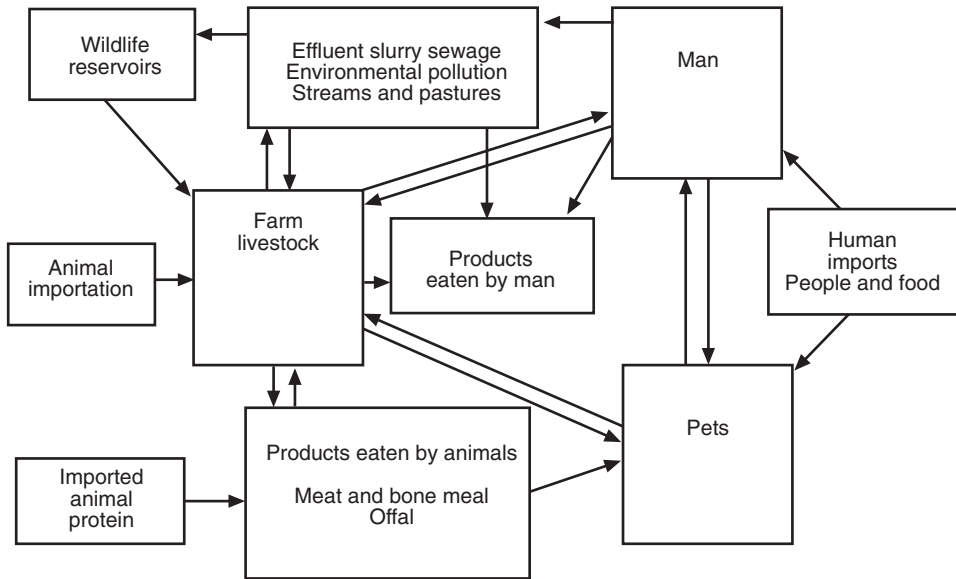 Wildlife
reservoirs
Effluent slurry sewage
Environmental pollution
Streams and pastures
Man
Farm
livestock
Products
eaten by man
Human
imports
People and food
Animal
importation
Products eaten by animals
Meat and bone meal
Offal
Pets
Imported
animal
protein